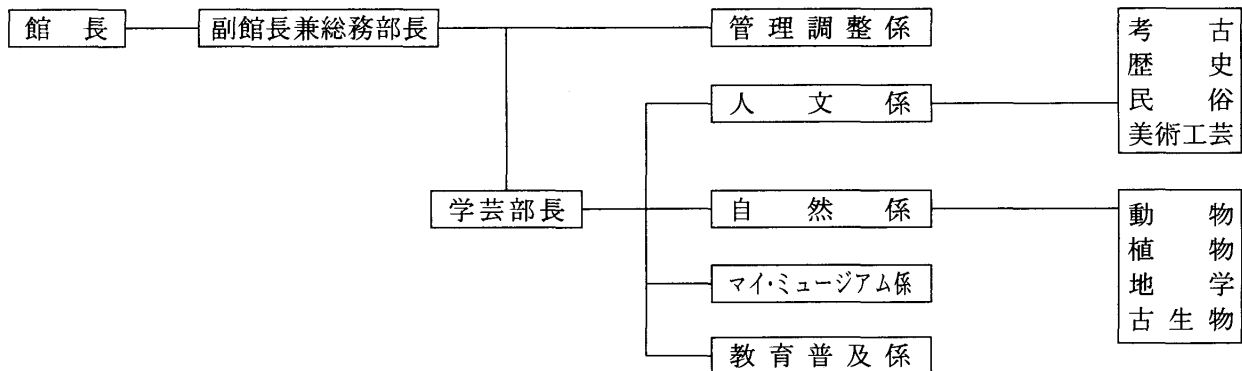 館長
副館長兼総務部長
管理調整係
人文係
考古
歴史
民俗
美術工芸
学芸部長
自然係
動物
植物
地学
古生物
マイ・ミュージアム係
教育普及係